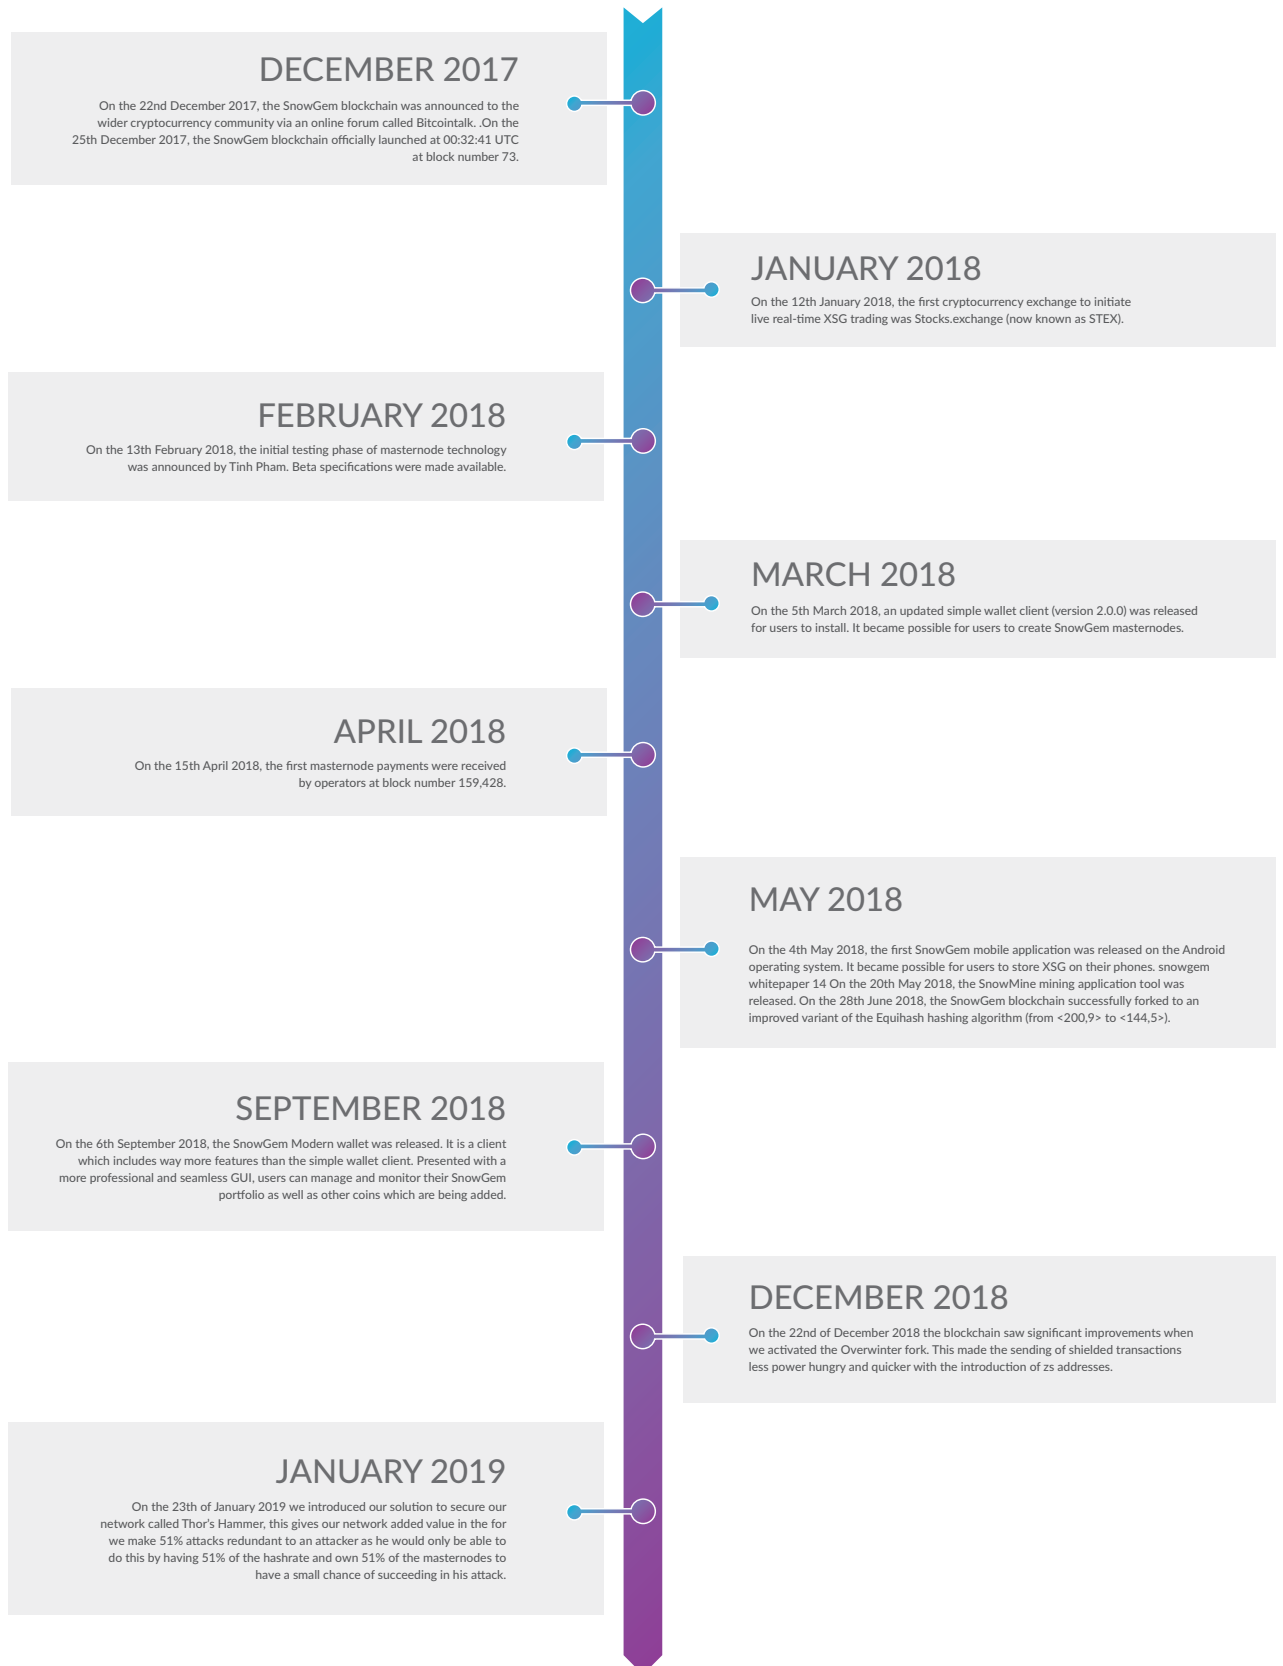 DECEMBER 2017
On the 22nd December 2017, the SnowGem blockchain was announced to the
wider cryptocurrency community via an online forum called Bitcointalk. .On the
25th December 2017, the SnowGem blockchain officially launched at 00:32:41 UTC
at block number 73.
JANUARY 2018
On the 12th January 2018, the first cryptocurrency exchange to initiate
live real-time XSG trading was Stocks.exchange (now known as STEX).
FEBRUARY 2018
On the 13th February 2018, the initial testing phase of masternode technology
was announced by Tinh Pham. Beta specifications were made available.
MARCH 2018
On the 5th March 2018, an updated simple wallet client (version 2.0.0) was released
for users to install. It became possible for users to create SnowGem masternodes.
APRIL 2018
On the 15th April 2018, the first masternode payments were received
by operators at block number 159,428.
MAY 2018
On the 4th May 2018, the first SnowGem mobile application was released on the Android
operating system. It became possible for users to store XSG on their phones. snowgem
whitepaper 14 On the 20th May 2018, the SnowMine mining application tool was
released. On the 28th June 2018, the SnowGem blockchain successfully forked to an
improved variant of the Equihash hashing algorithm (from <200,9> to <144,5>).
SEPTEMBER 2018
On the 6th September 2018, the SnowGem Modern wallet was released. It is a client
which includes way more features than the simple wallet client. Presented with a
more professional and seamless GUI, users can manage and monitor their SnowGem
portfolio as well as other coins which are being added.
DECEMBER 2018
On the 22nd of December 2018 the blockchain saw significant improvements when
we activated the Overwinter fork. This made the sending of shielded transactions
less power hungry and quicker with the introduction of zs addresses.
JANUARY 2019
On the 23th of January 2019 we introduced our solution to secure our
network called Thor's Hammer, this gives our network added value in the for
we make 51% attacks redundant to an attacker as he would only be able to
do this by having 51% of the hashrate and own 51% of the masternodes to
have a small chance of succeeding in his attack.